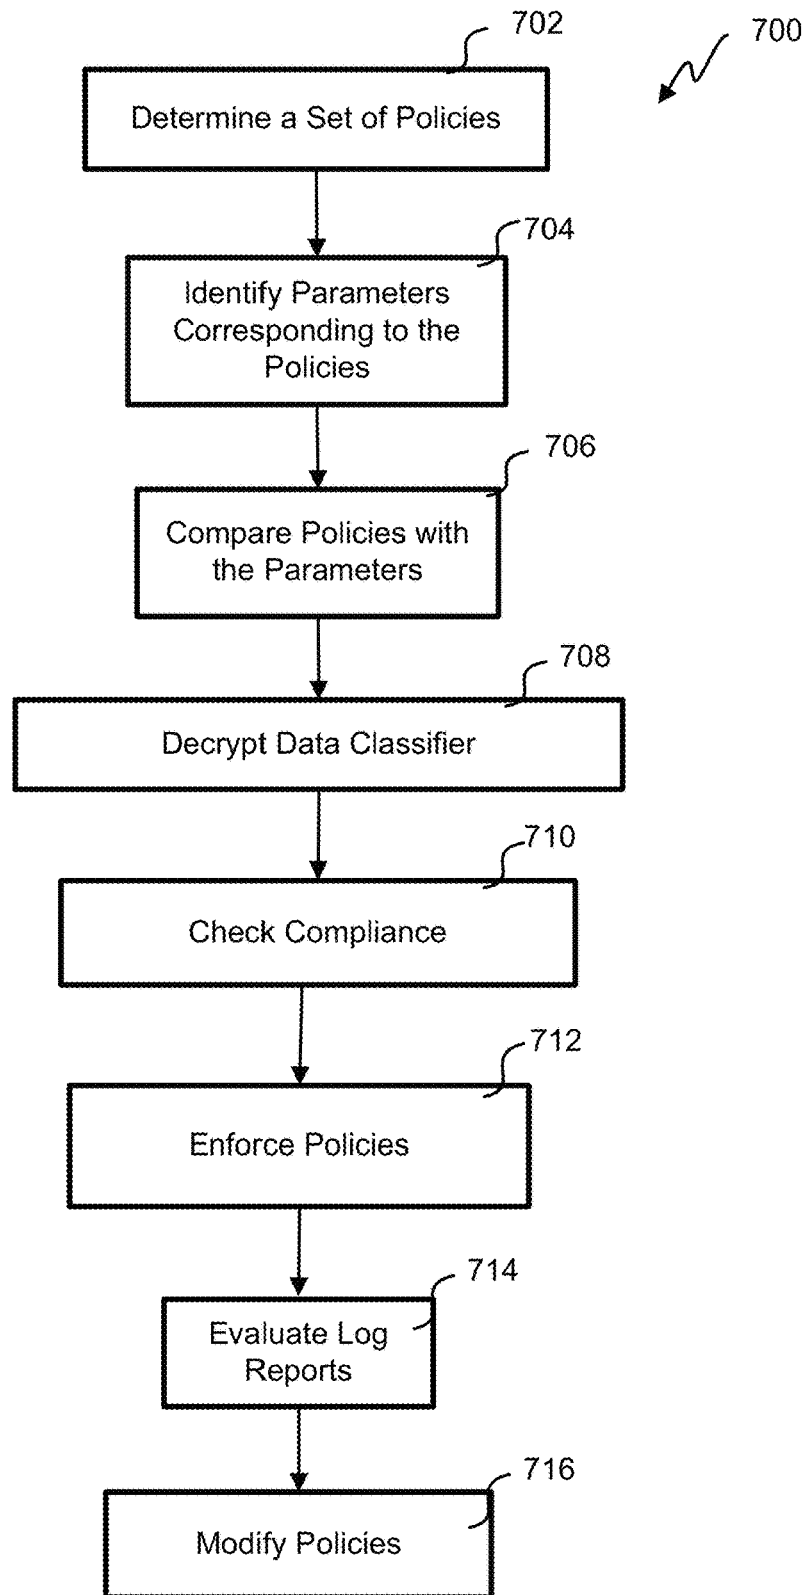 702
700
Determine a Set of Policies
704
Identify Parameters
Corresponding to the
Policies
706
Compare Policies with
the Parameters
708
Decrypt Data Classifier
710
Check Compliance
712
Enforce Policies
714
Evaluate Log
Reports
716
Modify Policies